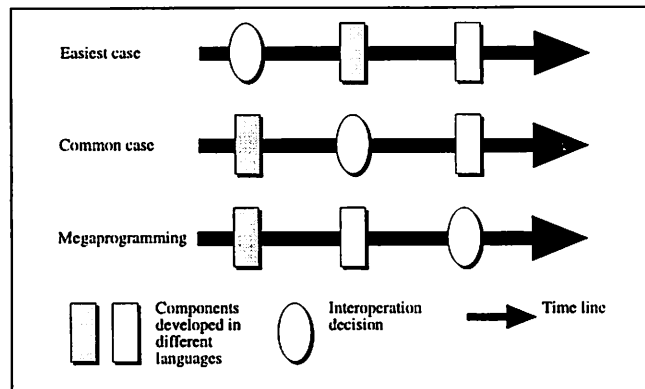 Easiest case
Common case
Megaprogramming
Components
developed in
different
languages
Interoperation
decision
Time line